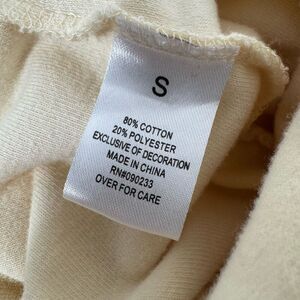 S
80% COTTON
20% POLYESTER
EXCLUSIVE OF DECORATION
MADE IN CHINA
RN#090233
OVER FOR CARE